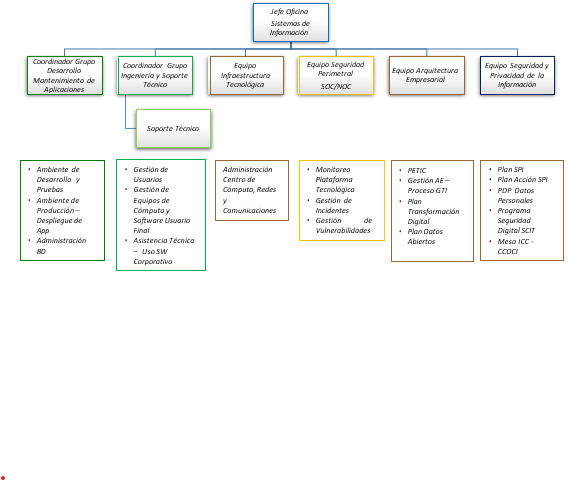 Jefe Oficina
Sistemas de
Información
Coordinador Grupo
Desarrollo
Mantenimiento de
Aplicaciones
Coordinador Grupo
Ingeniería y Soporte
Técnico
Equipo
Infraestructura
Tecnológica
Equipo Seguridad
Perimetral
SOC/NOC
Equipo Arquitectura
Empresarial
Equipo Seguridad y
Privacidad de la
Información
Soporte Técnico
• Ambiente de
Desarrollo y
Pruebas
• Ambiente de
Producción –
Despliegue de
App
• Administración
BD
• Gestión de
Usuarios
• Gestión de
Equipos de
Cómputo y
Software Usuario
Final
• Asistencia Técnica
– Uso SW
Corporativo
Administración
Centro de
Cómputo, Redes
y
Comunicaciones
• Monitoreo
Plataforma
Tecnológica
• Gestión de
Incidentes
• Gestión de
Vulnerabilidades
• PETIC
• Gestión AE –
Proceso GTI
• Plan
Transformación
Digital
• Plan Datos
Abiertos
• Plan SPI
• Plan Acción SPI
• PDP Datos
Personales
• Programa
Seguridad
Digital SCIT
• Mesa ICC -
CCOCI